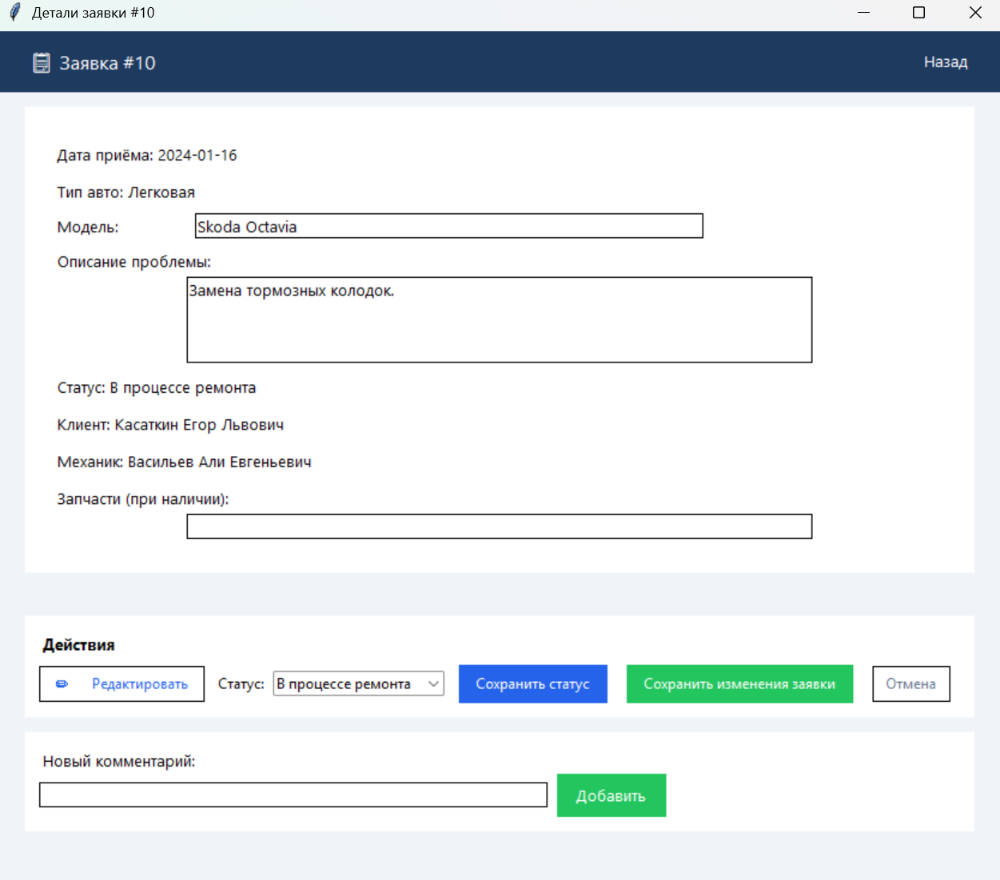 Детали заявки #10
Заявка #10
Назад
Дата приёма: 2024-01-16
Тип авто: Легковая
Модель: Skoda Octavia
Описание проблемы:
Замена тормозных колодок.
Статус: В процессе ремонта
Клиент: Касаткин Егор Львович
Механик: Васильев Али Евгеньевич
Запчасти (при наличии):
Действия
Редактировать Статус: В процессе ремонта Сохранить статус Сохранить изменения заявки Отмена
Новый комментарий:
Добавить